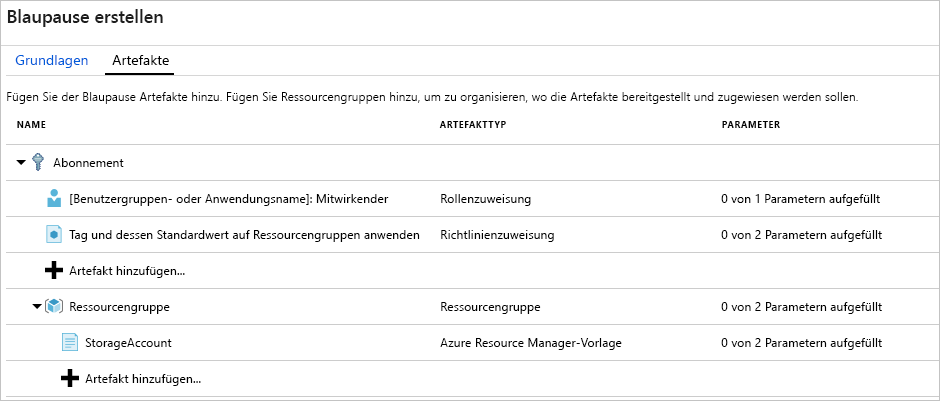 Blaupause erstellen
Grundlagen Artefakte
Fügen Sie der Blaupause Artefakte hinzu. Fügen Sie Ressourcengruppen hinzu, um zu organisieren, wo die Artefakte bereitgestellt und zugewiesen werden sollen.
NAME ARTEFAKTTYP PARAMETER
Abonnement
[Benutzergruppen- oder Anwendungsname]: Mitwirkender Rollenzuweisung 0 von 1 Parametern aufgefüllt
Tag und dessen Standardwert auf Ressourcengruppen anwenden Richtlinienzuweisung 0 von 2 Parametern aufgefüllt
Artefakt hinzufügen...
Ressourcengruppe Ressourcengruppe 0 von 2 Parametern aufgefüllt
StorageAccount Azure Resource Manager-Vorlage 0 von 2 Parametern aufgefüllt
Artefakt hinzufügen...